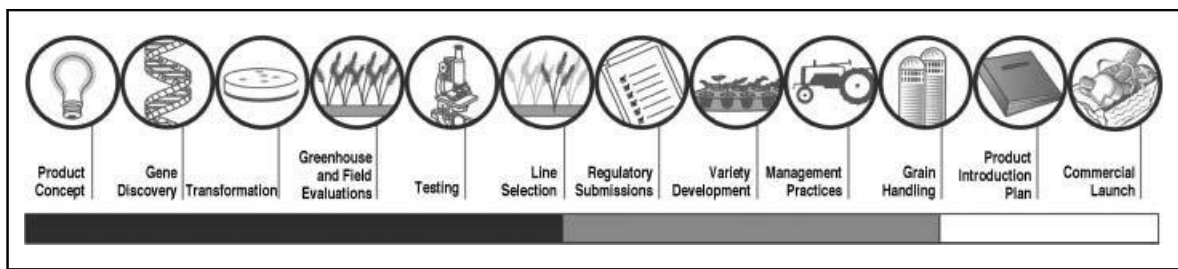 Product
Concept
Gene
Discovery
Transformation
Greenhouse
and Field
Evaluations
Testing
Line
Selection
Regulatory
Submissions
Variety
Development
Management
Practices
Grain
Handling
Product
Introduction
Plan
Commercial
Launch